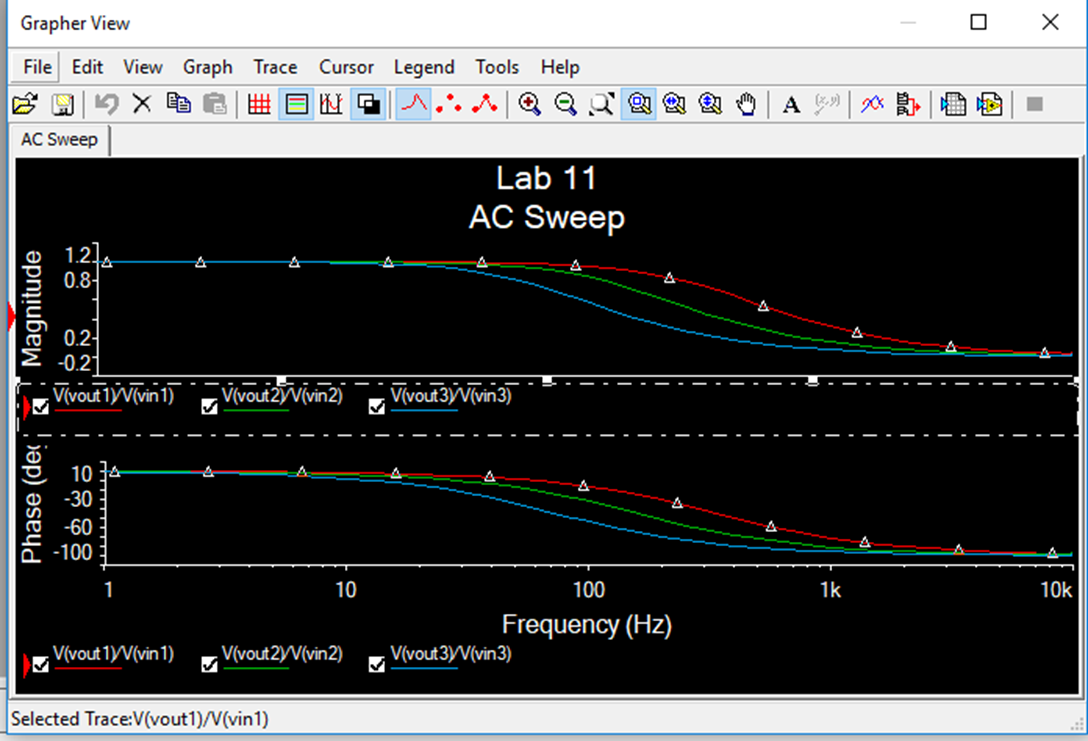 Grapher View
File Edit View Graph Trace Cursor Legend Tools Help
A (x,y)
AC Sweep
Lab 11
AC Sweep
Magnitude
1.2
0.8
0.2
-0.2
V(vout1)/V(vin1) V(vout2)/V(vin2) V(vout3)/V(vin3)
Phase (deg
10
-30
-60
-100
1 10 100 1k 10k
Frequency (Hz)
V(vout1)/V(vin1) V(vout2)/V(vin2) V(vout3)/V(vin3)
Selected Trace:V(vout1)/V(vin1)